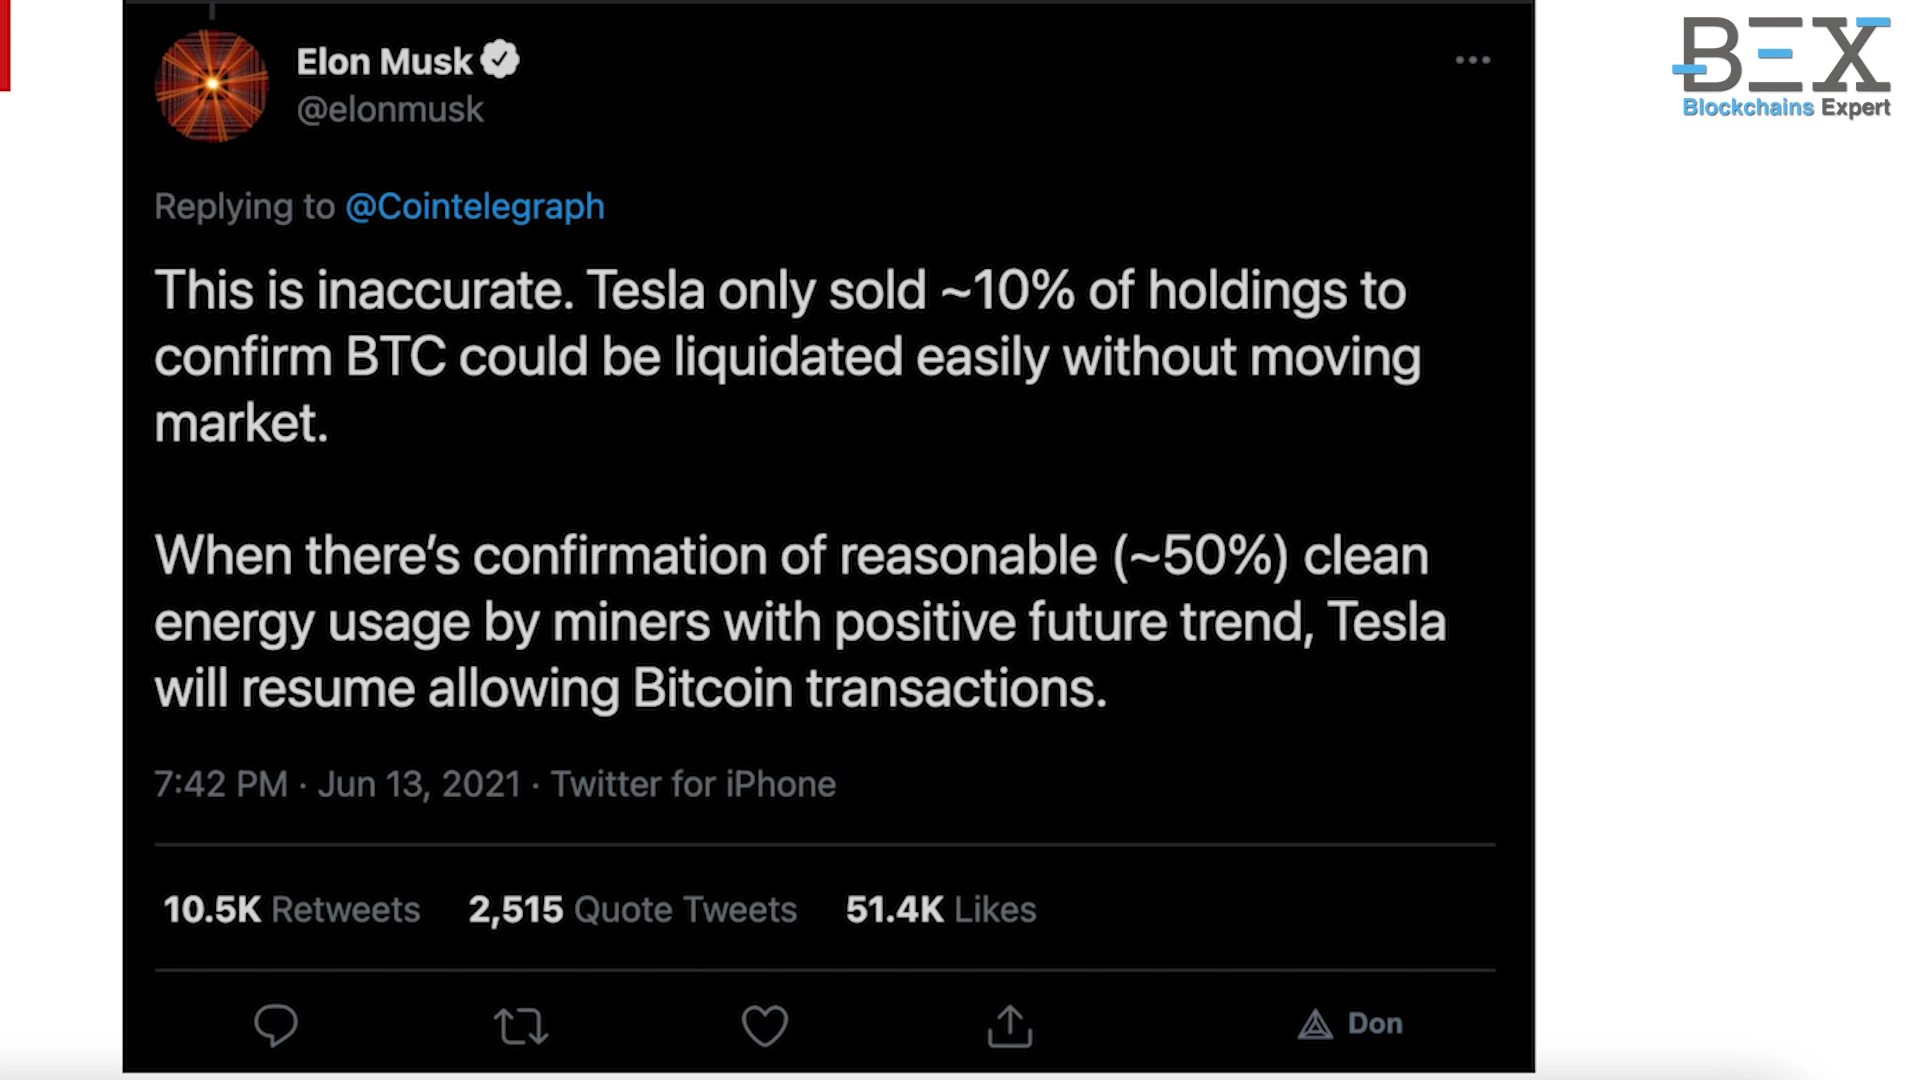 Elon Musk
@elonmusk
BEX
Blockchains Expert
Replying to @Cointelegraph
This is inaccurate. Tesla only sold ~10% of holdings to
confirm BTC could be liquidated easily without moving
market.
When there’s confirmation of reasonable (~50%) clean
energy usage by miners with positive future trend, Tesla
will resume allowing Bitcoin transactions.
7:42 PM · Jun 13, 2021 · Twitter for iPhone
10.5K Retweets 2,515 Quote Tweets 51.4K Likes
Don